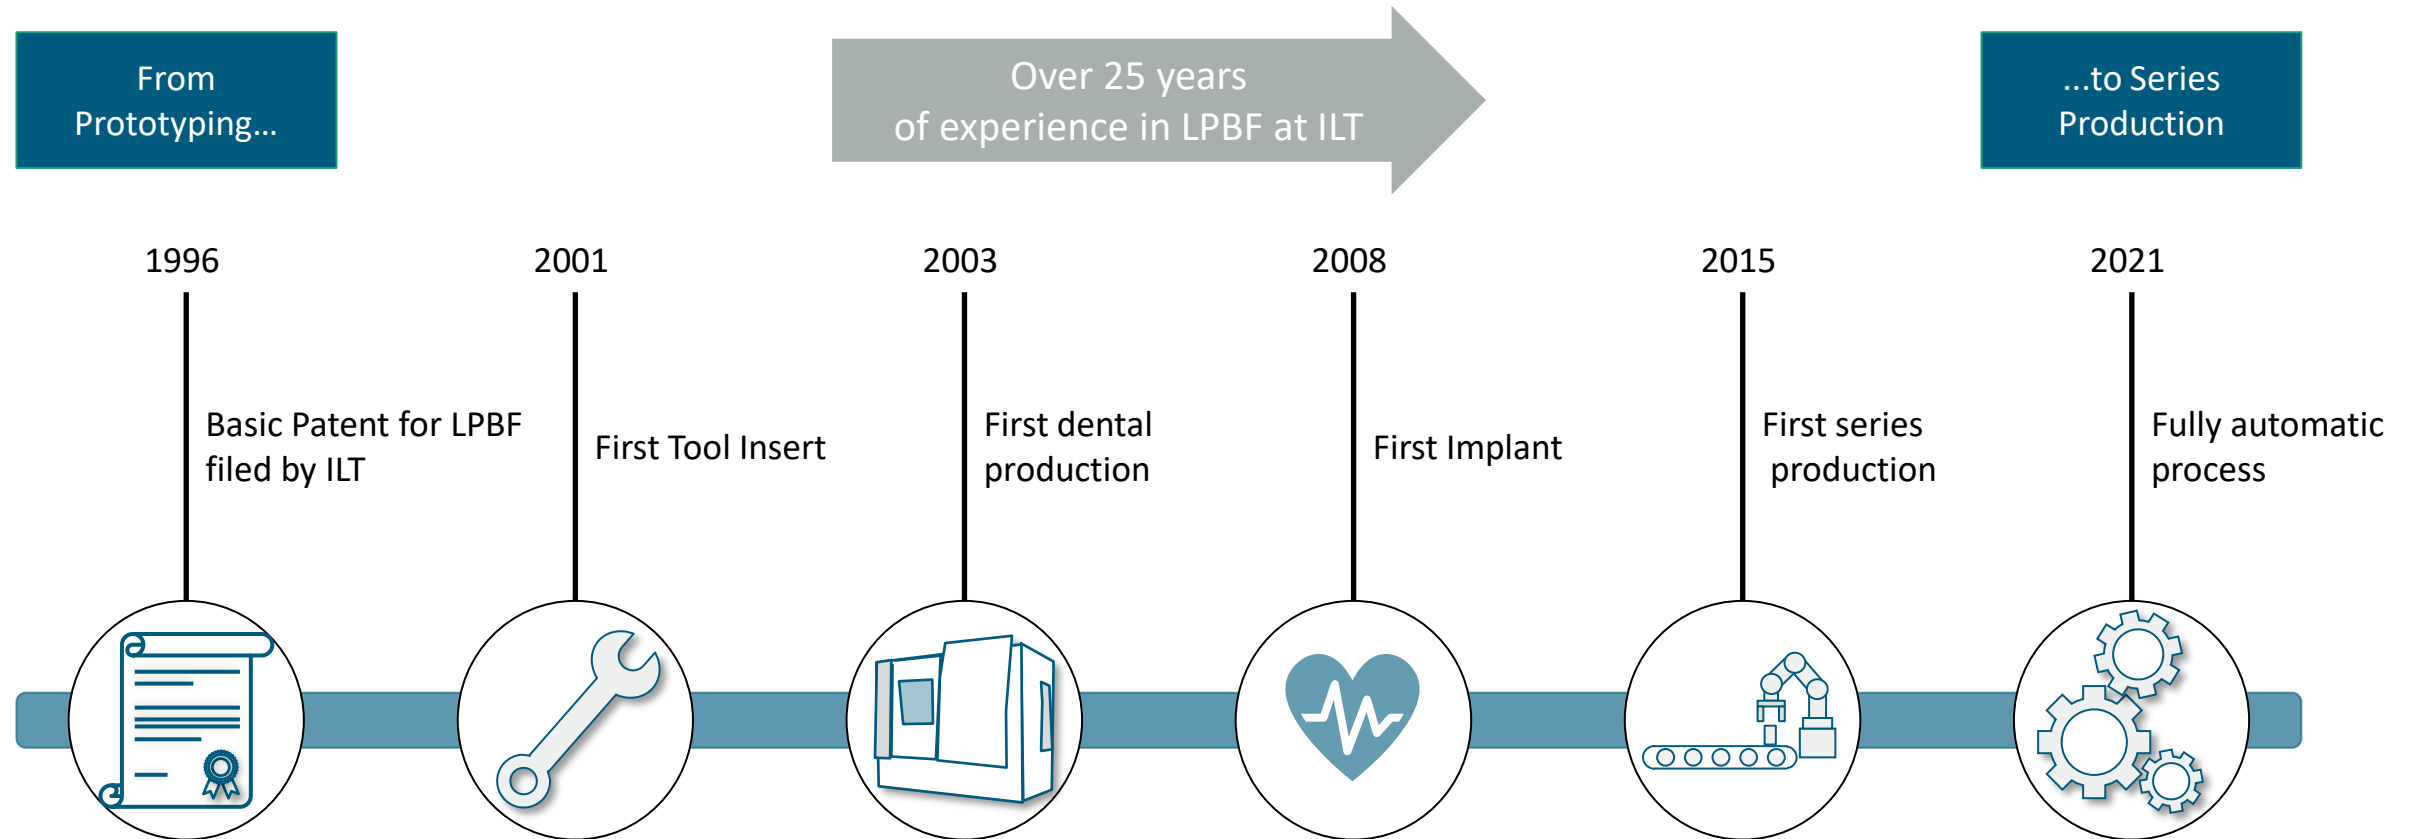 From
Prototyping...
Over 25 years
of experience in LPBF at ILT
...to Series
Production
1996
2001
2003
2008
2015
2021
Basic Patent for LPBF
filed by ILT
First Tool Insert
First dental
production
First Implant
First series
production
Fully automatic
process